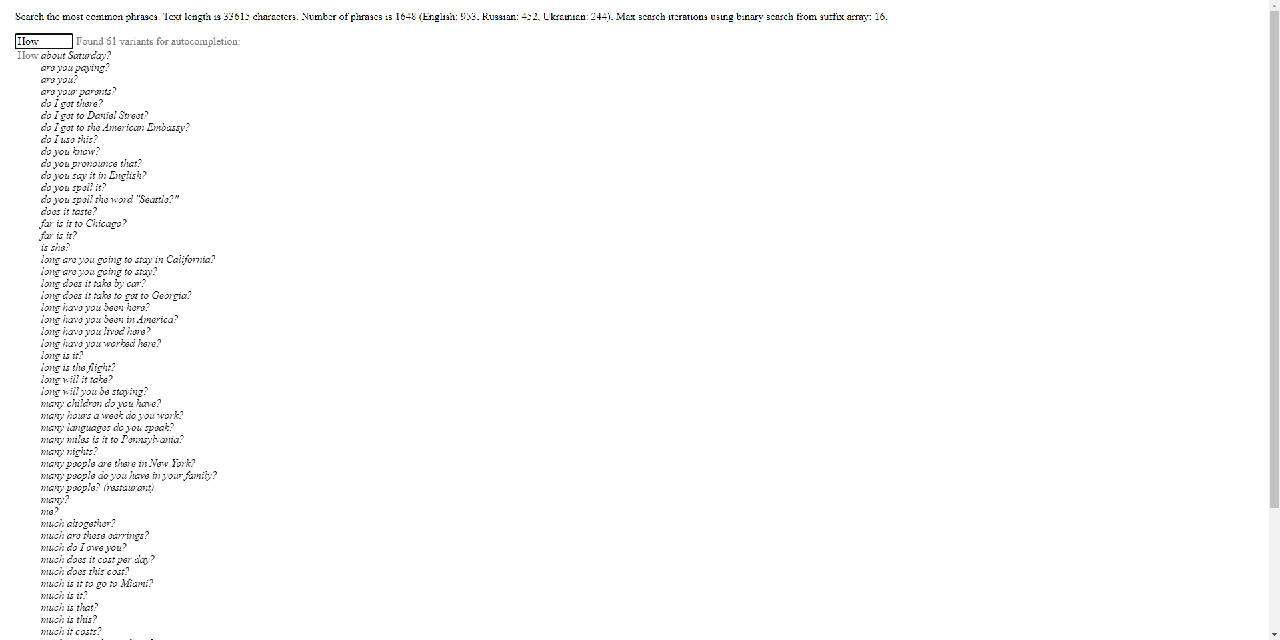 Search the most common phrases. Text length is 33615 characters. Number of phrases is 1648 (English: 953, Russian: 452, Ukrainian: 244). Max search iterations using binary search from suffix array: 16.
How Found 61 variants for autocompletion:
How about Saturday?
are you paying?
are you?
are your parents?
do I get there?
do I get to Daniel Street?
do I get to the American Embassy?
do I use this?
do you know?
do you pronounce that?
do you say it in English?
do you spell it?
do you spell the word "Seattle?"
does it taste?
far is it to Chicago?
far is it?
is she?
long are you going to stay in California?
long are you going to stay?
long does it take by car?
long does it take to get to Georgia?
long have you been here?
long have you been in America?
long have you lived here?
long have you worked here?
long is it?
long is the flight?
long will it take?
long will you be staying?
many children do you have?
many hours a week do you work?
many languages do you speak?
many miles is it to Pennsylvania?
many nights?
many people are there in New York?
many people do you have in your family?
many people? (restaurant)
many?
me?
much altogether?
much are these earrings?
much do I owe you?
much does it cost per day?
much does this cost?
much is it to go to Miami?
much is it?
much is that?
much is this?
much it costs?